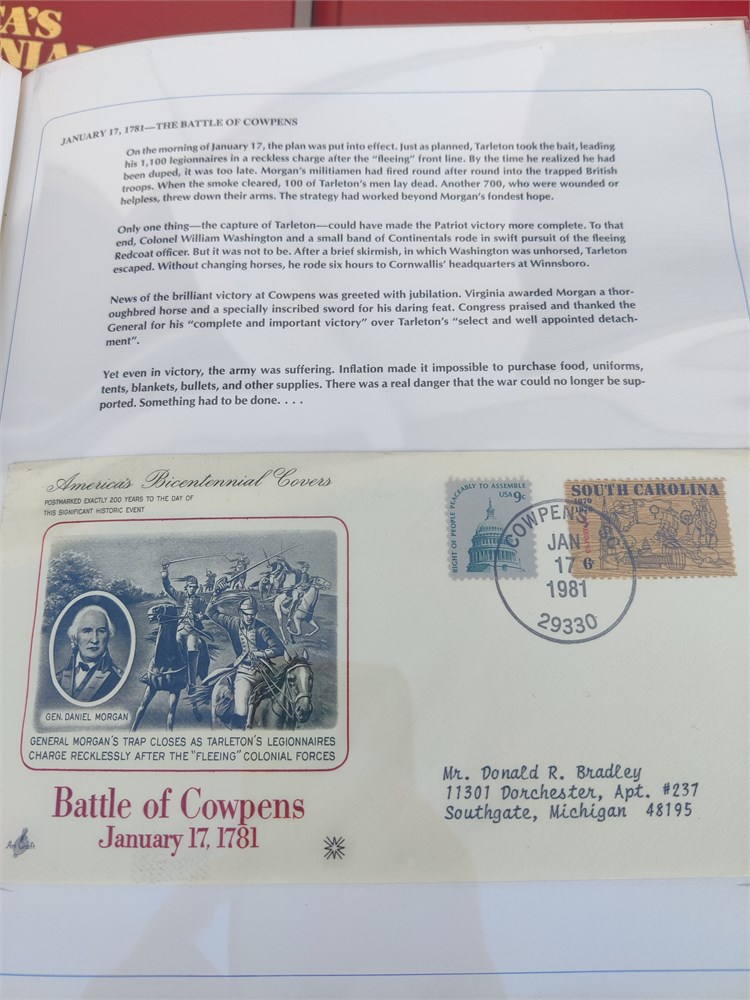 A'S
NIAL
JANUARY 17, 1781—THE BATTLE OF COWPENS
On the morning of January 17, the plan was put into effect. Just as planned, Tarleton took the bait, leading
his 1,100 legionnaires in a reckless charge after the "fleeing" front line. By the time he realized he had
been duped, it was too late. Morgan's militiamen had fired round after round into the trapped British
troops. When the smoke cleared, 100 of Tarleton's men lay dead. Another 700, who were wounded or
helpless, threw down their arms. The strategy had worked beyond Morgan's fondest hope.
Only one thing—the capture of Tarleton—could have made the Patriot victory more complete. To that
end, Colonel William Washington and a small band of Continentals rode in swift pursuit of the fleeing
Redcoat officer. But it was not to be. After a brief skirmish, in which Washington was unhorsed, Tarleton
escaped. Without changing horses, he rode six hours to Cornwallis' headquarters at Winnsboro.
News of the brilliant victory at Cowpens was greeted with jubilation. Virginia awarded Morgan a thor-
oughbred horse and a specially inscribed sword for his daring feat. Congress praised and thanked the
General for his "complete and important victory" over Tarleton's "select and well appointed detach-
ment".
Yet even in victory, the army was suffering. Inflation made it impossible to purchase food, uniforms,
tents, blankets, bullets, and other supplies. There was a real danger that the war could no longer be sup-
ported. Something had to be done. . . .
America's Bicentennial Covers
POSTMARKED EXACTLY 200 YEARS TO THE DAY OF
THIS SIGNIFICANT HISTORIC EVENT
RIGHT OF PEOPLE PEACEABLY TO ASSEMBLE
USA 9c
SOUTH CAROLINA
1670
1970
6¢
COWPENS, SC
JAN
17
1981
29330
GEN. DANIEL MORGAN
GENERAL MORGAN'S TRAP CLOSES AS TARLETON'S LEGIONNAIRES
CHARGE RECKLESSLY AFTER THE "FLEEING" COLONIAL FORCES
Battle of Cowpens
January 17, 1781
Art Craft
Mr. Donald R. Bradley
11301 Dorchester, Apt. #237
Southgate, Michigan 48195